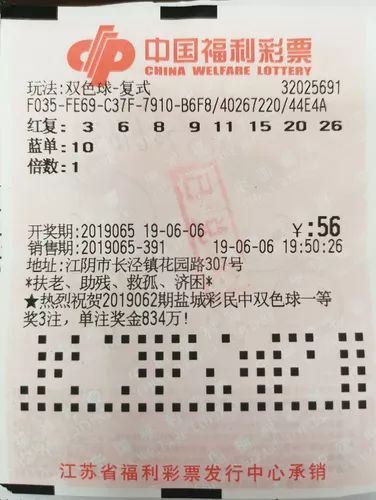 中国福利彩票
CHINA WELFARE LOTTERY
玩法:双色球-复式 32025691
F035-FE69-C37F-7910-B6F8/40267220/44E4A
红复: 3 6 8 9 11 15 20 26
蓝单:10
倍数:1
开奖期:2019065 19-06-06 ¥:56
销售期:2019065-391 19-06-06 19:50:26
地址:江阴市长泾镇花园路307号
*扶老、助残、救孤、济困*
★热烈祝贺2019062期盐城彩民中双色球一等
奖3注，单注奖金834万!
江苏省福利彩票发行中心承销